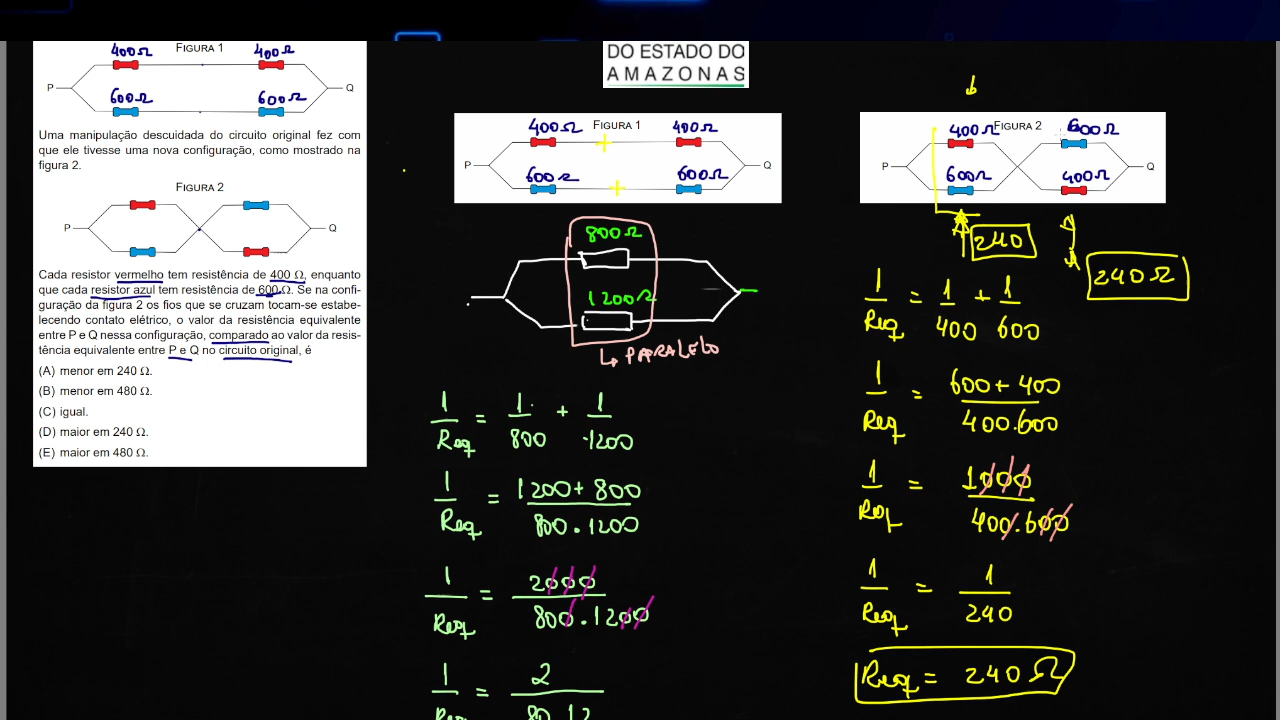 400Ω FIGURA 1 400Ω
P Q
600Ω 600Ω
Uma manipulação descuidada do circuito original fez com
que ele tivesse uma nova configuração, como mostrado na
figura 2.
FIGURA 2
P Q
Cada resistor vermelho tem resistência de 400 Ω, enquanto
que cada resistor azul tem resistência de 600 Ω. Se na confi-
guração da figura 2 os fios que se cruzam tocam-se estabe-
lecendo contato elétrico, o valor da resistência equivalente
entre P e Q nessa configuração, comparado ao valor da resis-
tência equivalente entre P e Q no circuito original, é
(A) menor em 240 Ω.
(B) menor em 480 Ω.
(C) igual.
(D) maior em 240 Ω.
(E) maior em 480 Ω.
DO ESTADO DO
AMAZONAS
400Ω FIGURA 1 400Ω
P Q
600Ω 600Ω
800Ω
1200Ω
↳ PARALELO
1/Req = 1/800 + 1/1200
1/Req = 1200+800/800.1200
1/Req = 2000/800.1200
1/Req = 2/80.12
400Ω FIGURA 2 600Ω
P Q
600Ω 400Ω
240
240Ω
1/Req = 1/400 + 1/600
1/Req = 600+400/400.600
1/Req = 1000/400.600
1/Req = 1/240
Req = 240Ω